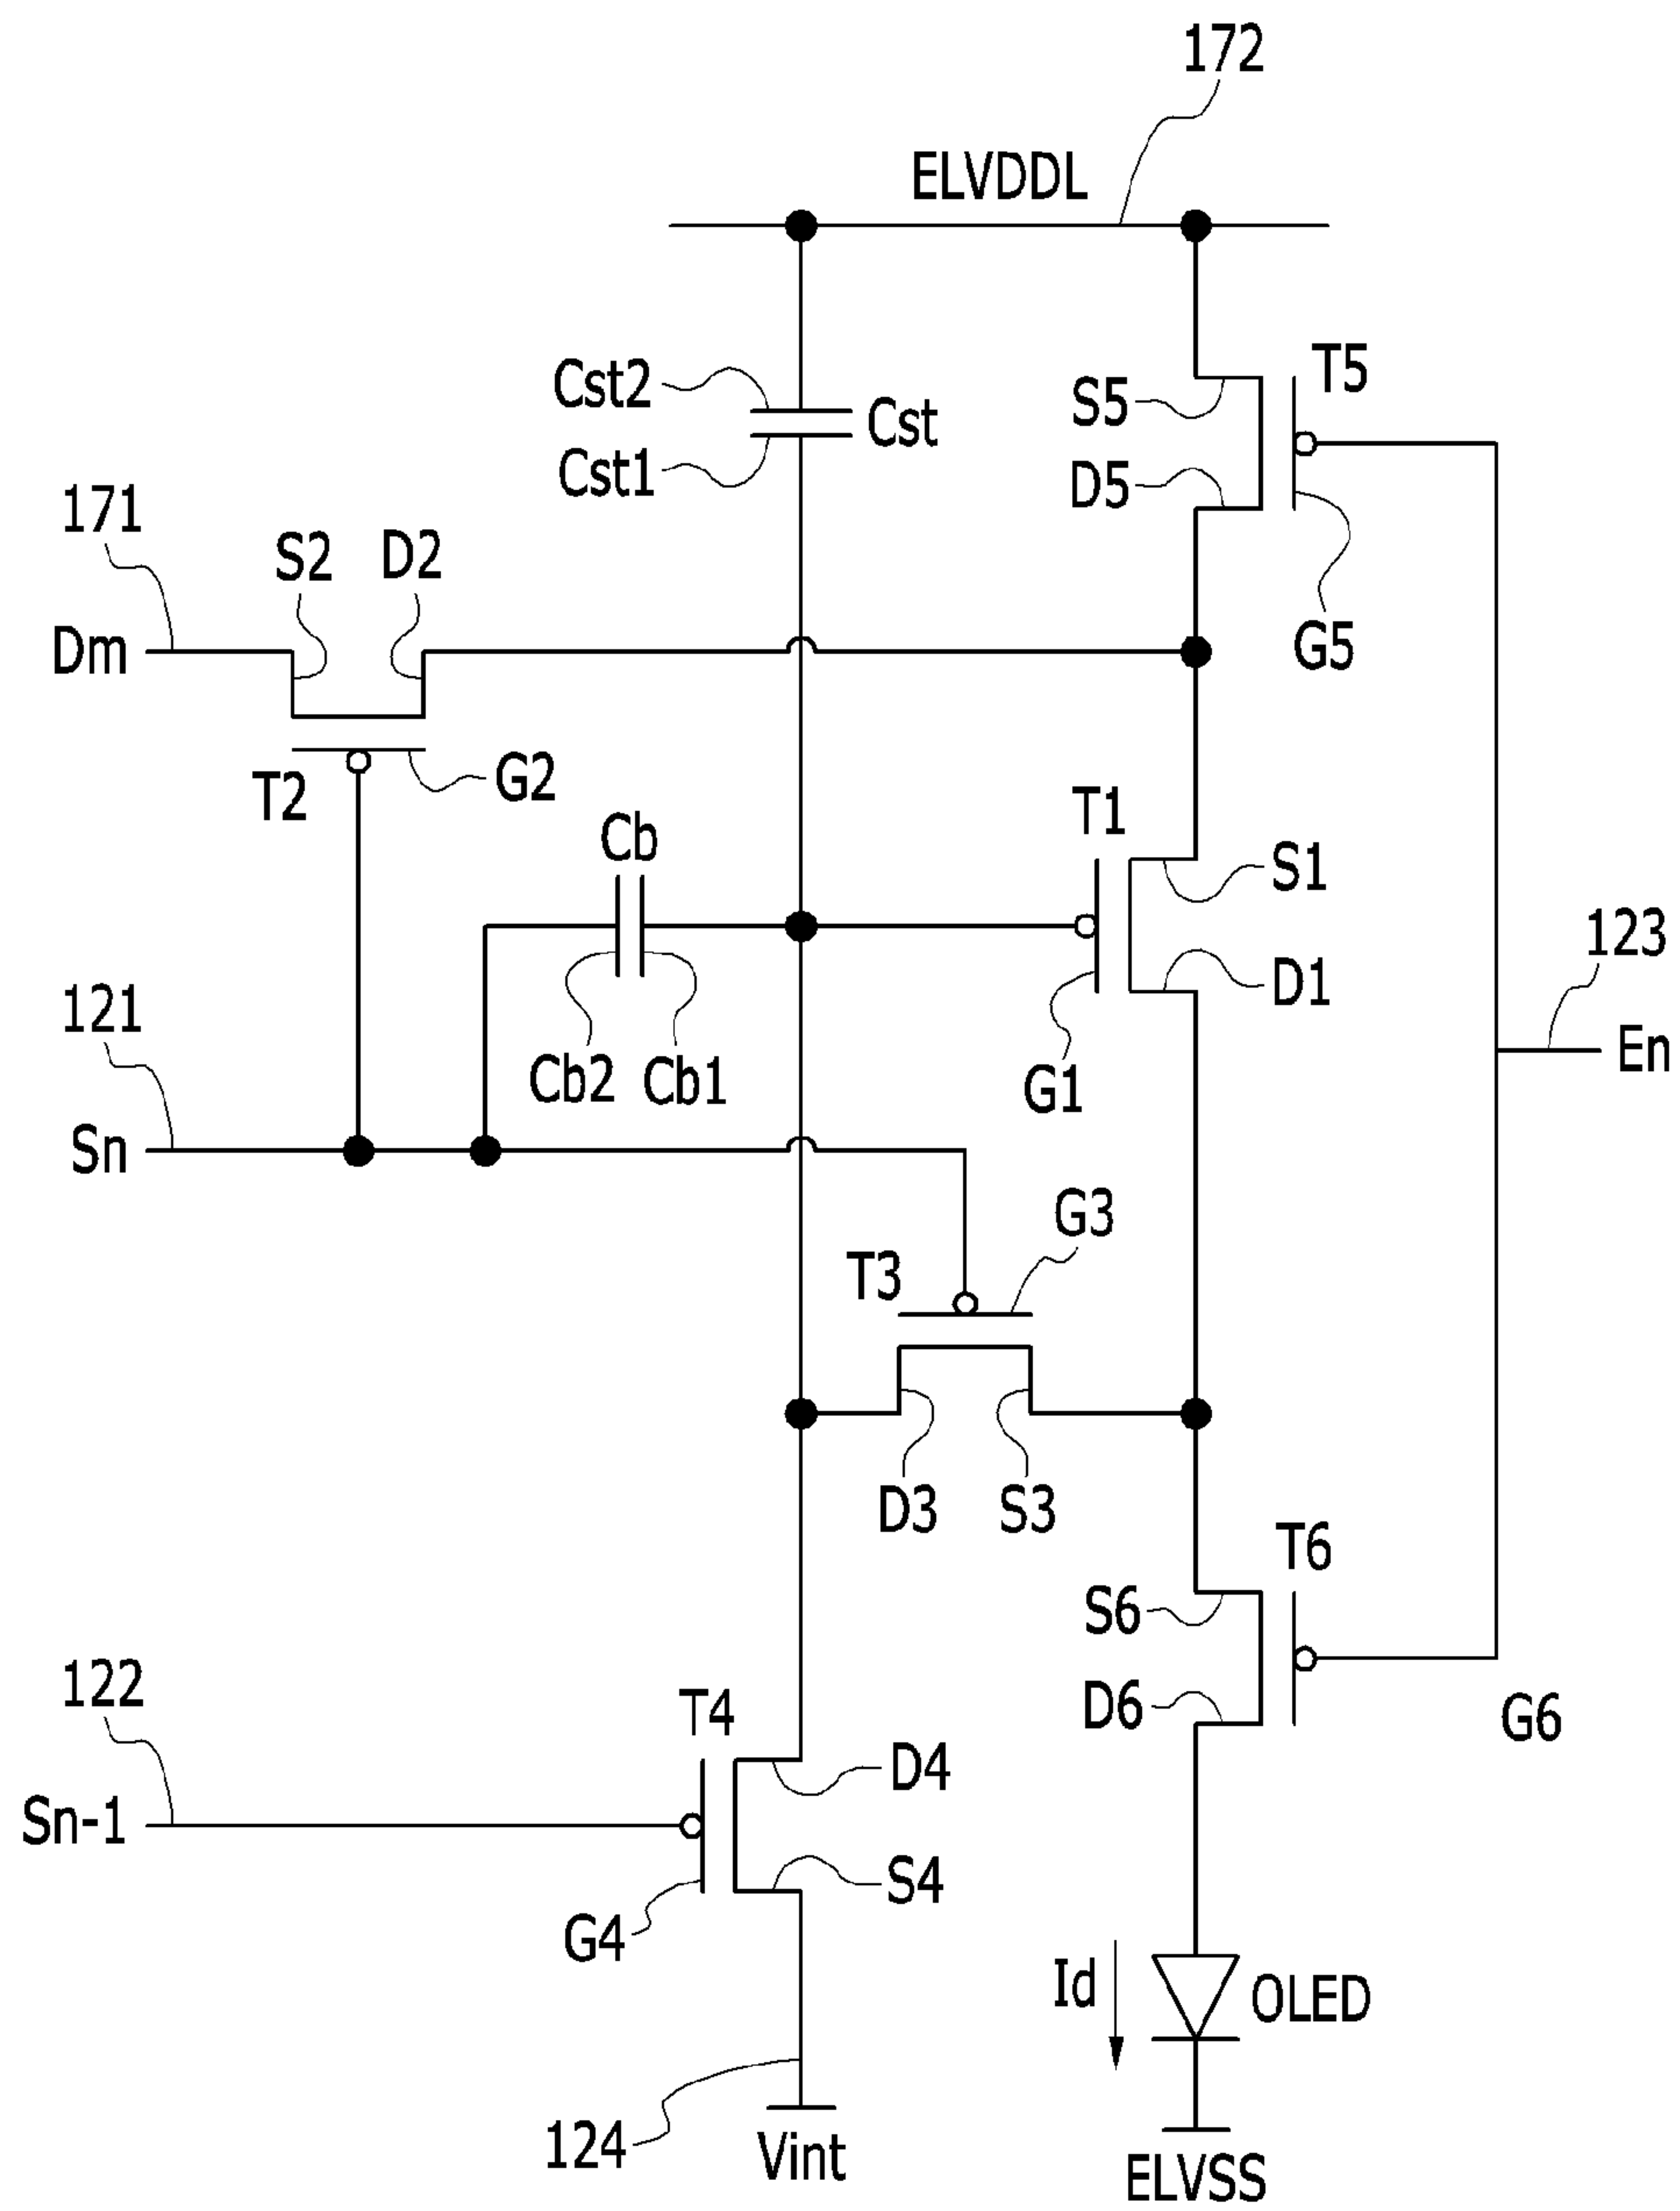 172
ELVDDL
T5
Cst2
S5
Cst
Cst1
D5
171
S2
D2
G5
Dm
T2
G2
T1
Cb
S1
123
D1
121
En
Cb2
Cb1
G1
Sn
G3
T3
D3
S3
T6
S6
122
T4
D6
G6
D4
Sn-1
S4
G4
Id
OLED
124
Vint
ELVSS